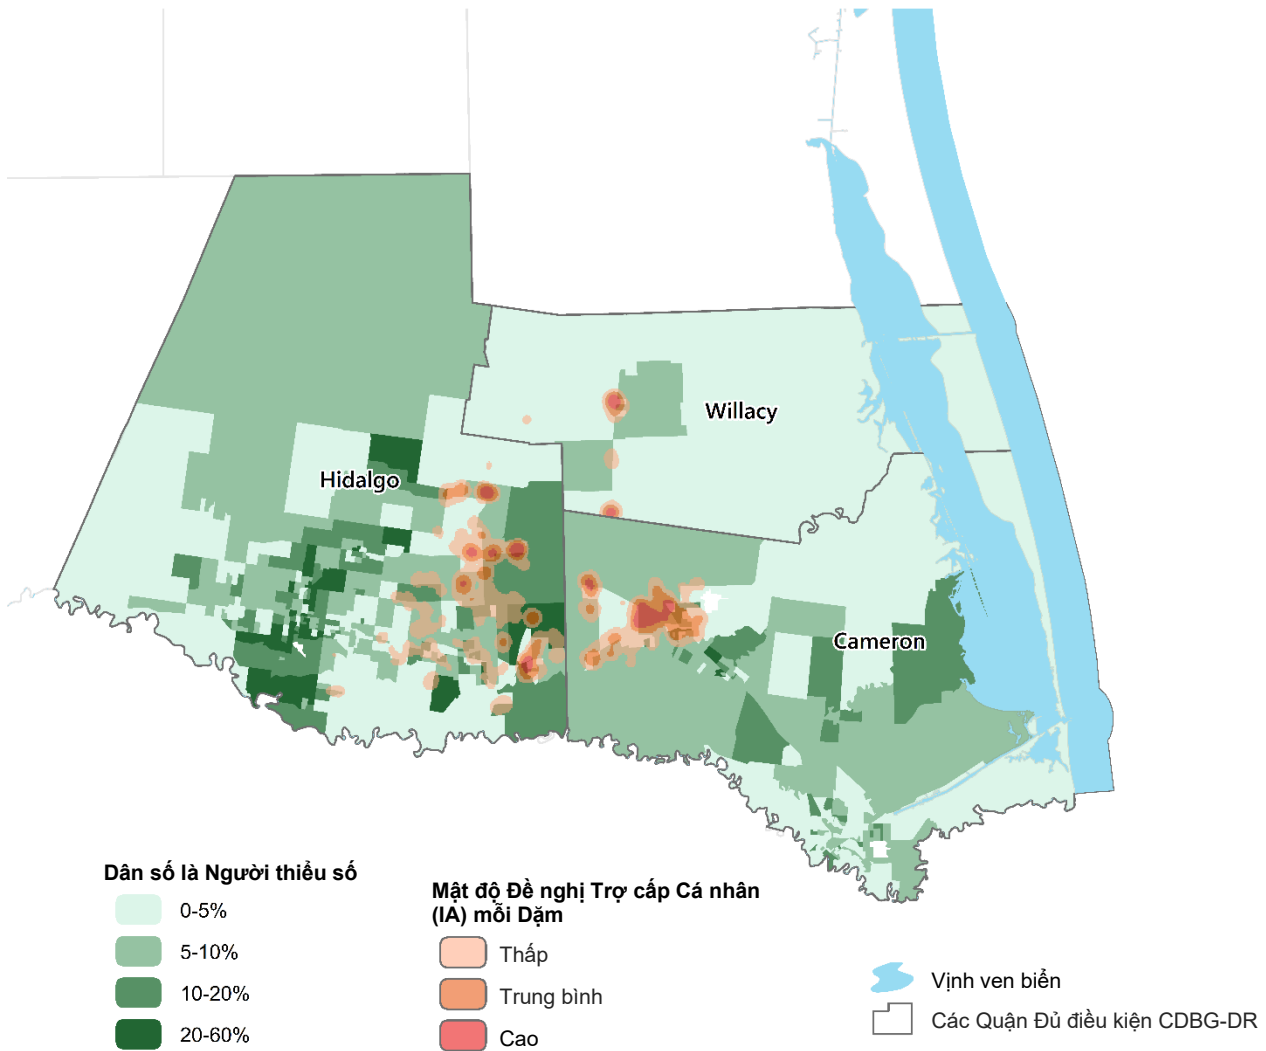 Willacy
Hidalgo
Cameron
Dân số là Người thiểu số
0-5%
5-10%
10-20%
20-60%
Mật độ Đề nghị Trợ cấp Cá nhân
(IA) mỗi Dặm
Thấp
Trung bình
Cao
Vịnh ven biển
Các Quận Đủ điều kiện CDBG-DR